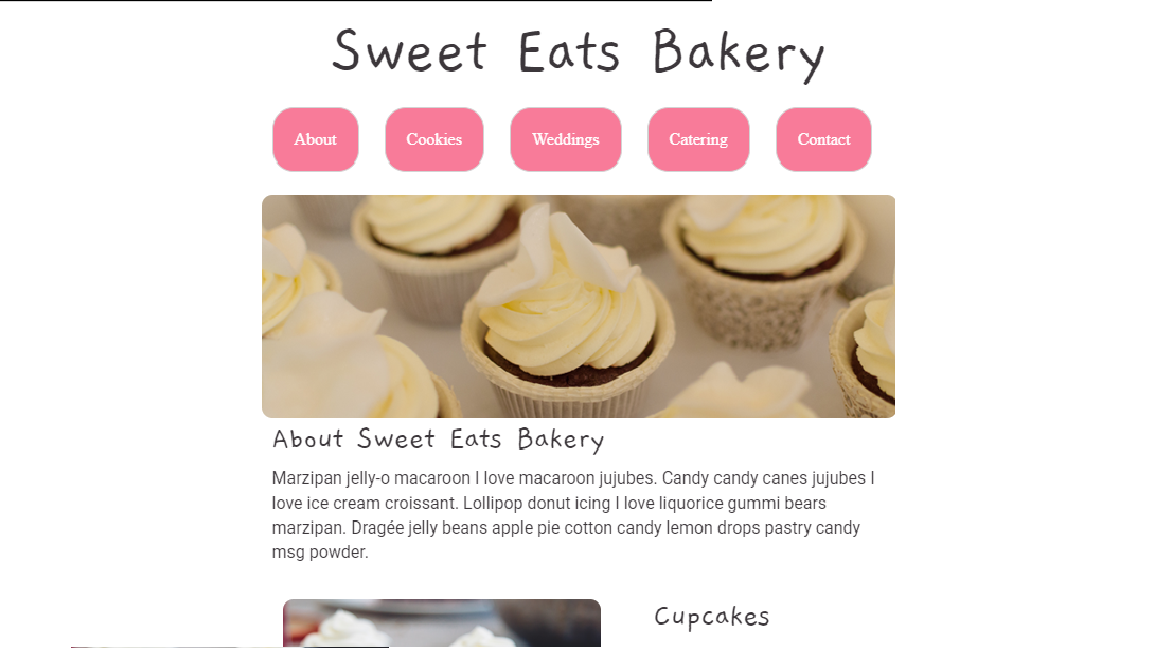 Sweet Eats Bakery
About
Cookies
Weddings
Catering
Contact
About Sweet Eats Bakery
Marzipan jelly-o macaroon I love macaroon jujubes. Candy candy canes jujubes I
love ice cream croissant. Lollipop donut icing I love liquorice gummi bears
marzipan. Dragée jelly beans apple pie cotton candy lemon drops pastry candy
msg powder.
Cupcakes